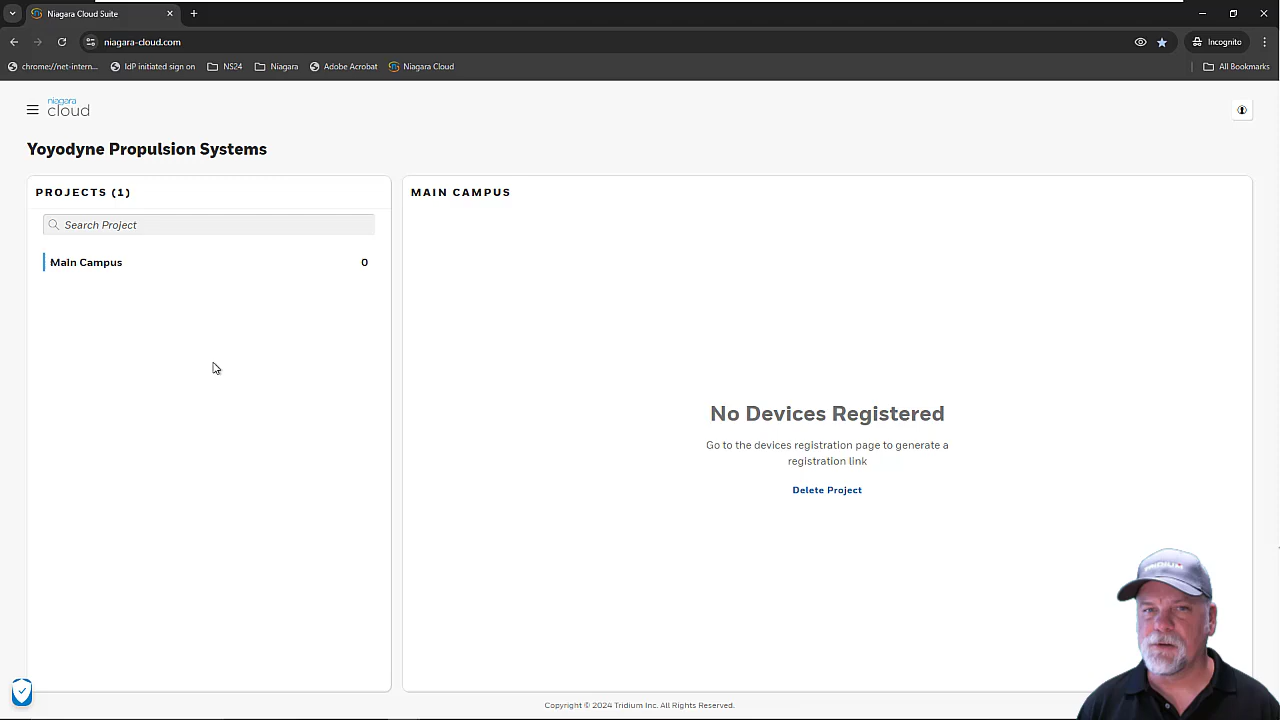 Niagara Cloud Suite
niagara-cloud.com
Incognito
chrome://net-intern...
IdP initiated sign on
NS24
Niagara
Adobe Acrobat
Niagara Cloud
All Bookmarks
niagara
cloud
Yoyodyne Propulsion Systems
PROJECTS (1)
Search Project
Main Campus 0
MAIN CAMPUS
No Devices Registered
Go to the devices registration page to generate a
registration link
Delete Project
TRIDIUM
Copyright © 2024 Tridium Inc. All Rights Reserved.